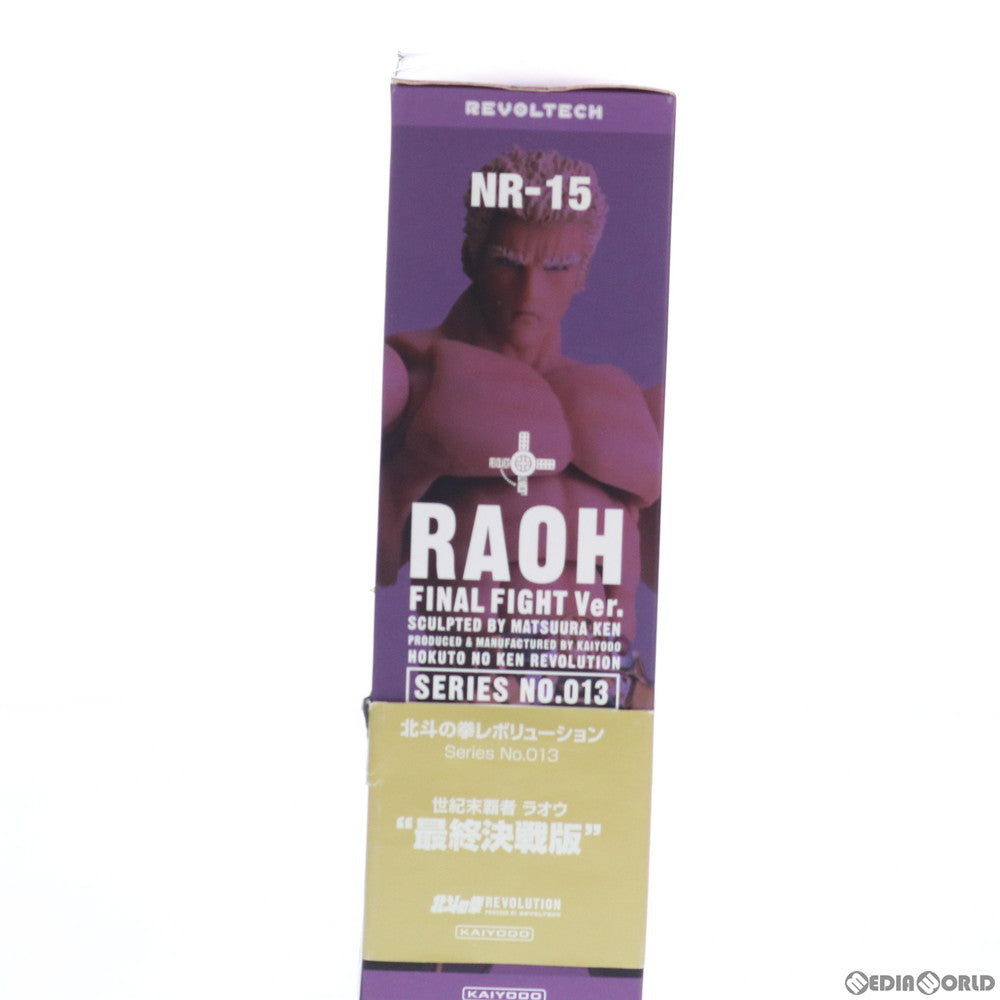 REVOLTECH
NR-15
RAOH
FINAL FIGHT Ver.
SCULPTED BY MATSUURA KEN
PRODUCED & MANUFACTURED BY KAIYODO
HOKUTO NO KEN REVOLUTION
SERIES NO.013
北斗の拳レボリューション
Series No.013
世紀末覇者 ラオウ
“最終決戦版”
北斗の拳 REVOLUTION
POWERED BY REVOLTECH
KAIYODO
KAIYODO
MEDIAWORLD